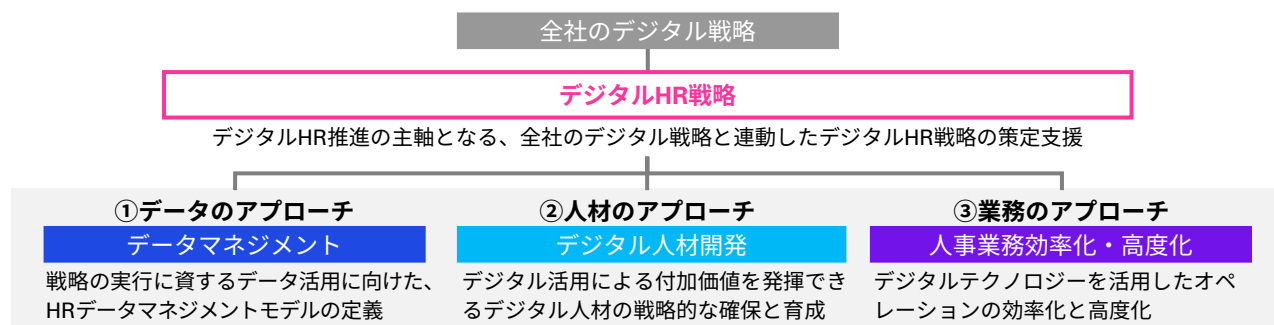 全社のデジタル戦略
デジタルHR戦略
デジタルHR推進の主軸となる、全社のデジタル戦略と連動したデジタルHR戦略の策定支援
①データのアプローチ
データマネジメント
戦略の実行に資するデータ活用に向けた、
HRデータマネジメントモデルの定義
②人材のアプローチ
デジタル人材開発
デジタル活用による付加価値を発揮でき
るデジタル人材の戦略的な確保と育成
③業務のアプローチ
人事業務効率化・高度化
デジタルテクノロジーを活用したオペ
レーションの効率化と高度化